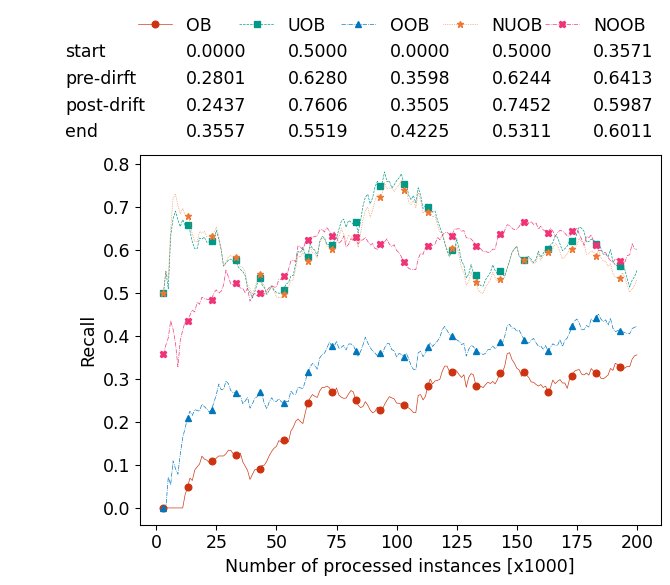 OB UOB OOB NUOB NOOB
start 0.0000 0.5000 0.0000 0.5000 0.3571
pre-dirft 0.2801 0.6280 0.3598 0.6244 0.6413
post-drift 0.2437 0.7606 0.3505 0.7452 0.5987
end 0.3557 0.5519 0.4225 0.5311 0.6011
0.8
0.7
0.6
0.5
0.4
0.3
0.2
0.1
0.0
Recall
0 25 50 75 100 125 150 175 200
Number of processed instances [x1000]